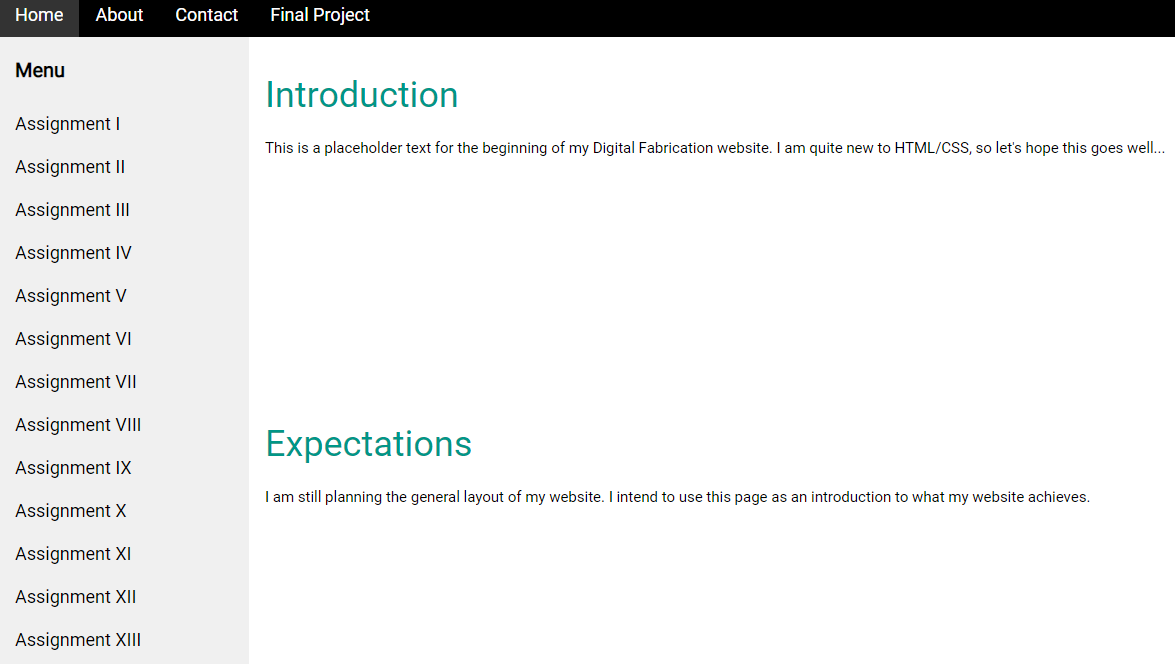 Home About Contact Final Project
Menu
Assignment I
Assignment II
Assignment III
Assignment IV
Assignment V
Assignment VI
Assignment VII
Assignment VIII
Assignment IX
Assignment X
Assignment XI
Assignment XII
Assignment XIII
Introduction
This is a placeholder text for the beginning of my Digital Fabrication website. I am quite new to HTML/CSS, so let's hope this goes well...
Expectations
I am still planning the general layout of my website. I intend to use this page as an introduction to what my website achieves.